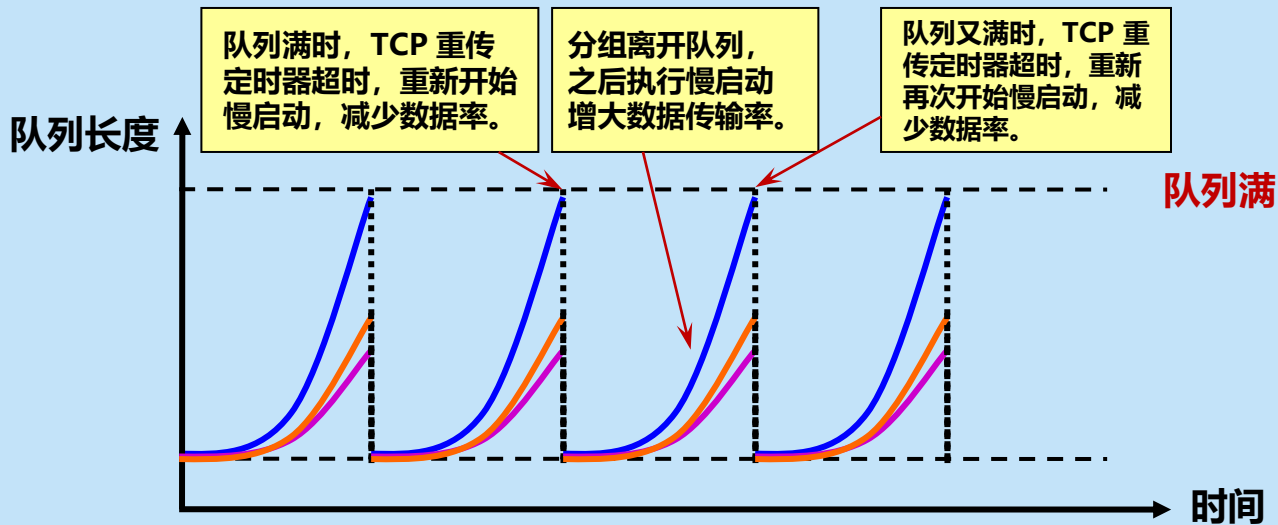 队列满时，TCP 重传
定时器超时，重新开始
慢启动，减少数据率。
分组离开队列，
之后执行慢启动
增大数据传输率。
队列又满时，TCP 重
传定时器超时，重新
再次开始慢启动，减
少数据率。
队列长度
队列满
时间